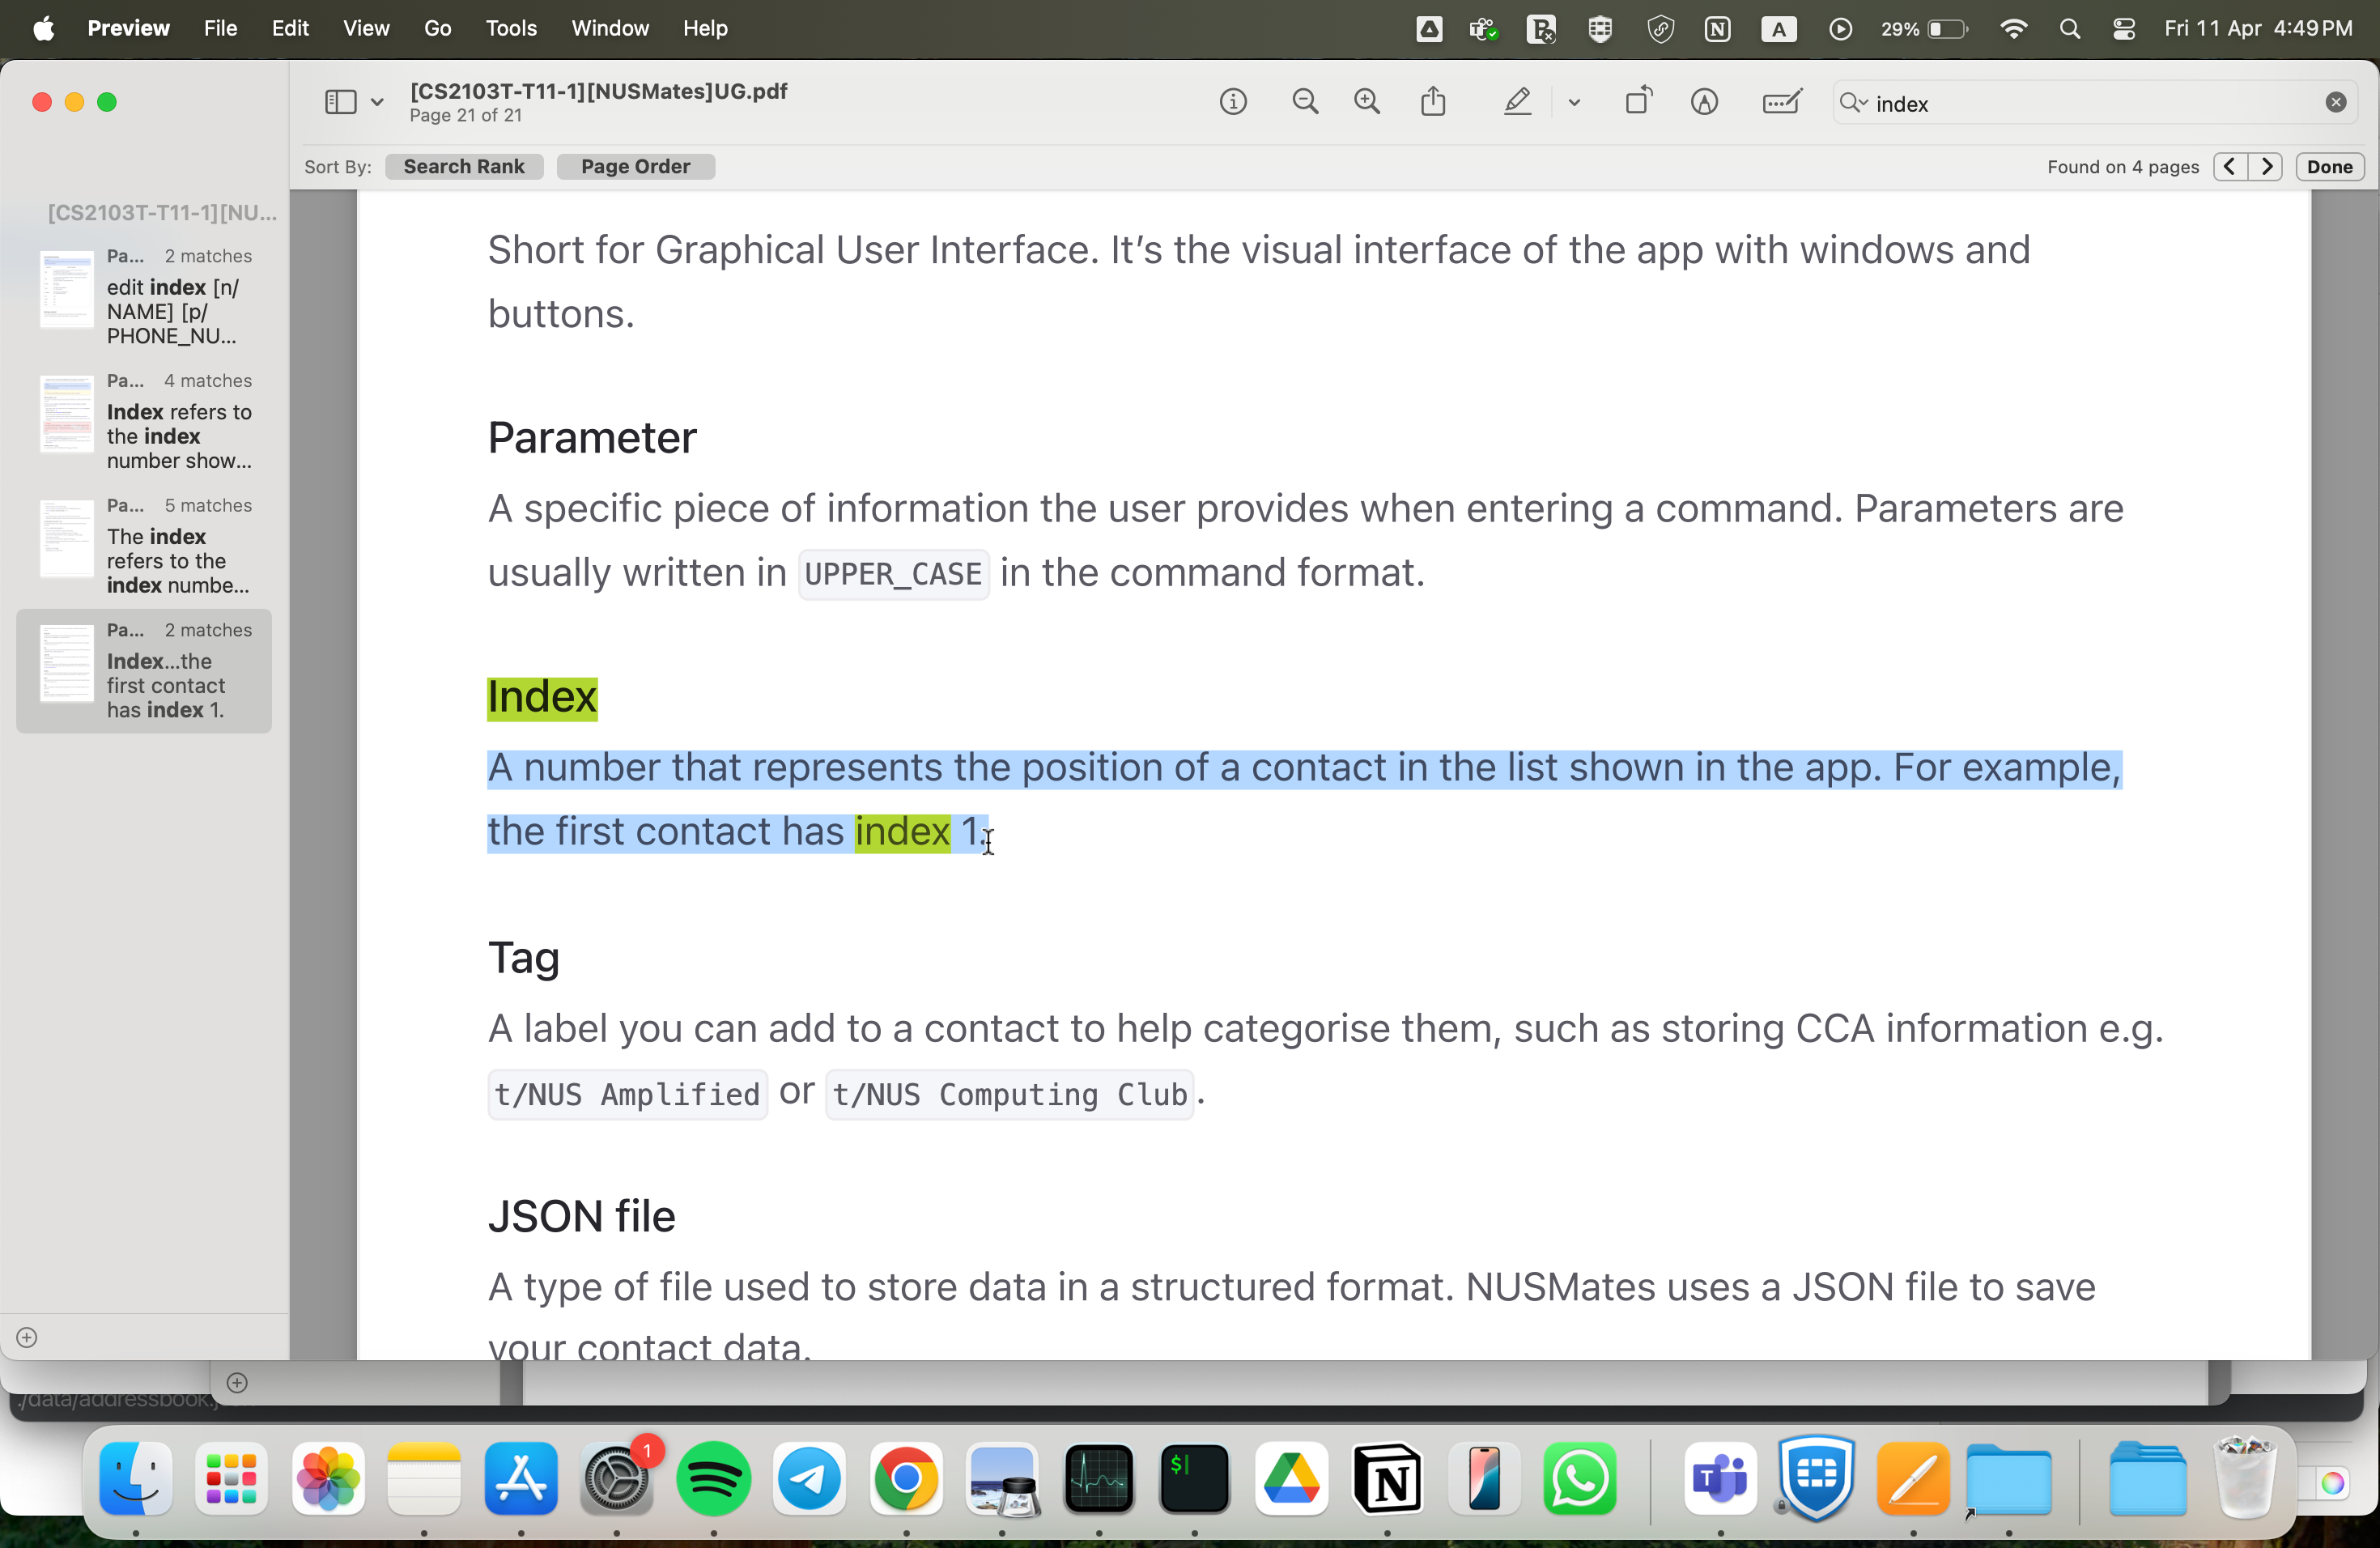 Preview File Edit View Go Tools Window Help
A
N
A
29%
Fri 11 Apr 4:49 PM
[CS2103T-T11-1][NUSMates]UG.pdf
Page 21 of 21
index
Sort By: Search Rank Page Order
Found on 4 pages
Done
[CS2103T-T11-1][NU...
Pa... 2 matches
edit index [n/
NAME] [p/
PHONE_NU...
Pa... 4 matches
Index refers to
the index
number show...
Pa... 5 matches
The index
refers to the
index numbe...
Pa... 2 matches
Index...the
first contact
has index 1.
Short for Graphical User Interface. It’s the visual interface of the app with windows and
buttons.
Parameter
A specific piece of information the user provides when entering a command. Parameters are
usually written in UPPER_CASE in the command format.
Index
A number that represents the position of a contact in the list shown in the app. For example,
the first contact has index 1.
Tag
A label you can add to a contact to help categorise them, such as storing CCA information e.g.
t/NUS Amplified or t/NUS Computing Club.
JSON file
A type of file used to store data in a structured format. NUSMates uses a JSON file to save
your contact data.
1
$
N
T